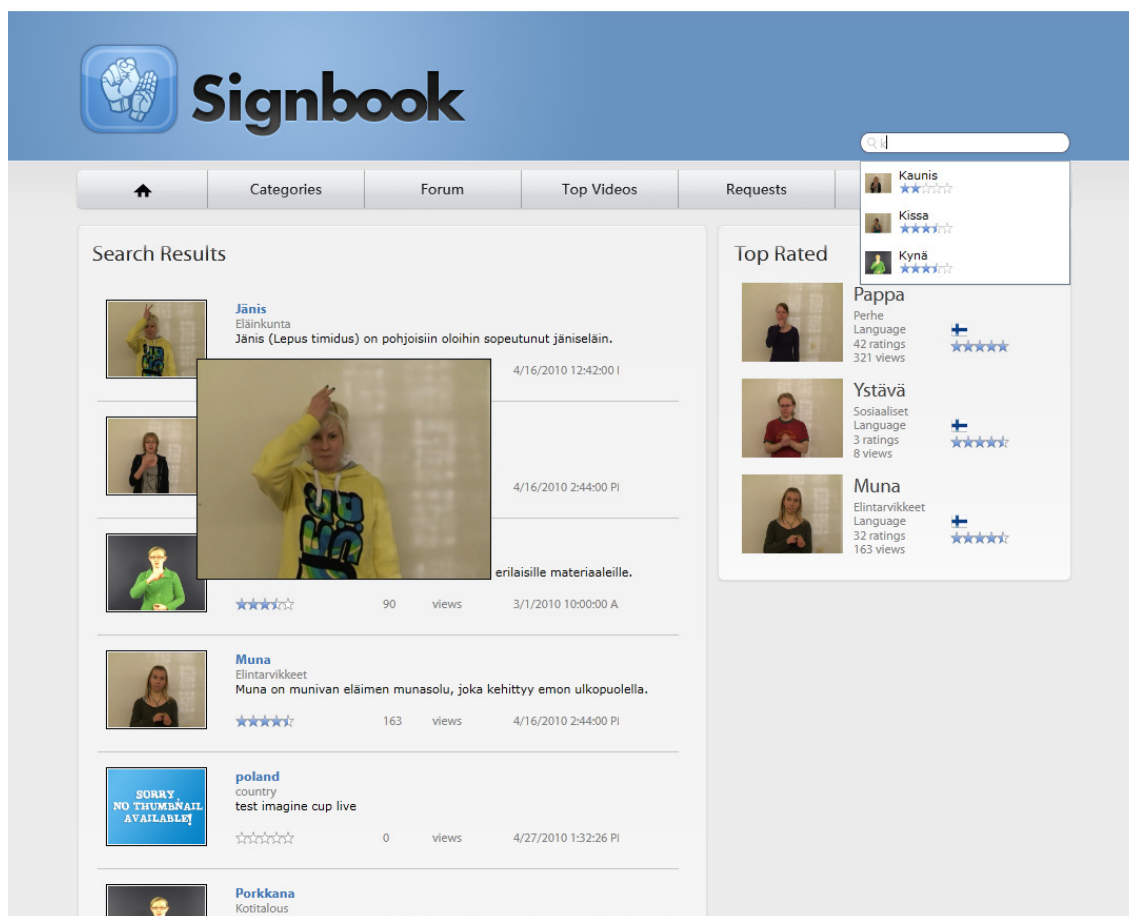 Signbook
k
Categories
Forum
Top Videos
Requests
Kaunis
Kissa
Kynä
Search Results
Jänis
Eläinkunta
Jänis (Lepus timidus) on pohjoisiin oloihin sopeutunut jäniseläin.
4/16/2010 12:42:00
4/16/2010 2:44:00
erilaisille materiaaleille.
90 views 3/1/2010 10:00:00 A
Muna
Elintarvikkeet
Muna on munivan eläimen munasolu, joka kehittyy emon ulkopuolella.
163 views 4/16/2010 2:44:00
poland
country
test imagine cup live
SORRY,
NO THUMBNAIL
AVAILABLE!
0 views 4/27/2010 1:32:26
Porkkana
Kotitalous
Top Rated
Pappa
Perhe
Language
42 ratings
321 views
Ystävä
Sosiaaliset
Language
3 ratings
8 views
Muna
Elintarvikkeet
Language
32 ratings
163 views